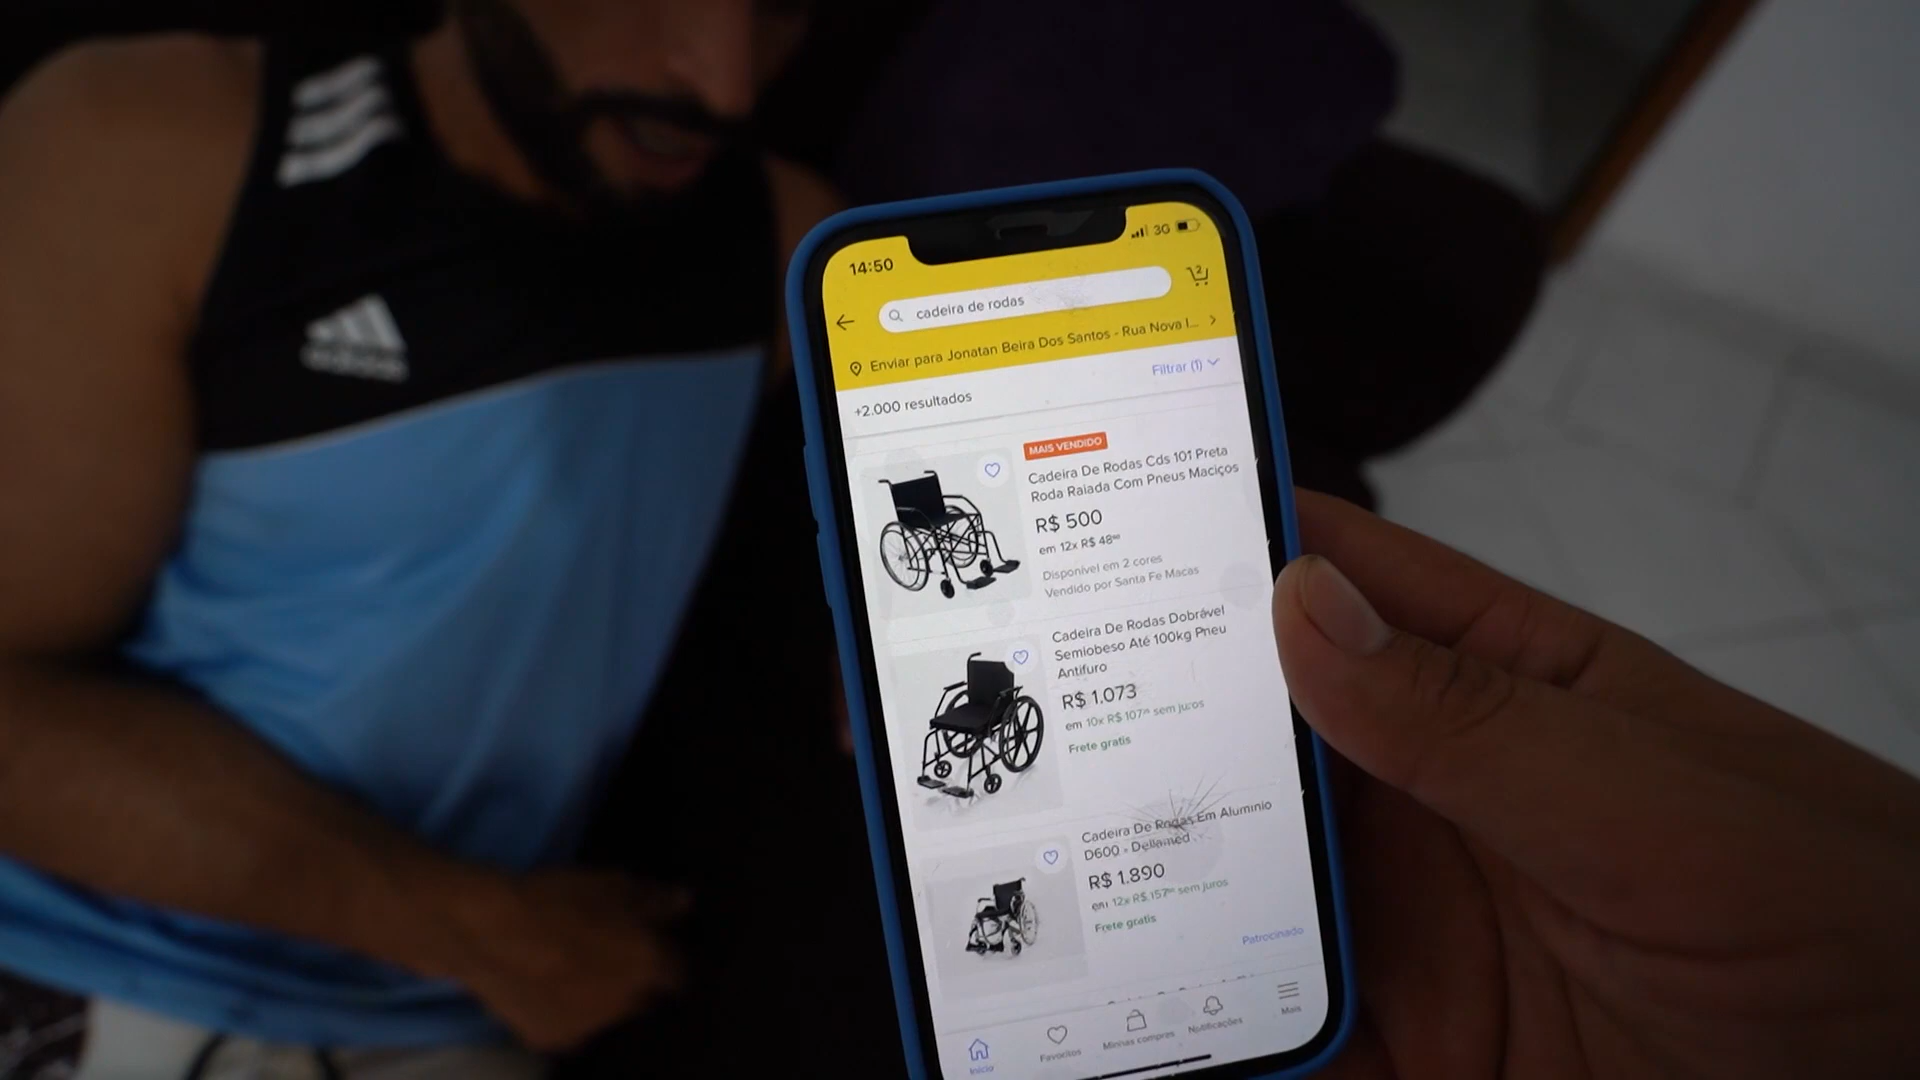 adidas
14:50
3G
cadeira de rodas
2
Enviar para Jonatan Beira Dos Santos - Rua Nova I...
Filtrar (1)
+2.000 resultados
MAIS VENDIDO
Cadeira De Rodas Cds 101 Preta
Roda Raiada Com Pneus Maciços
R$ 500
em 12x R$ 48
Disponível em 2 cores
Vendido por Santa Fe Macas
Cadeira De Rodas Dobrável
Semiobeso Até 100kg Pneu
Antifuro
R$ 1.073
em 10x R$ 107 sem juros
Frete gratis
Cadeira De Rodas Em Aluminio
D600 - Dellamed
R$ 1.890
em 12x R$ 157 sem juros
Frete gratis
Patrocinado
Início
Favoritos
Minhas compras
Notificações
Mais